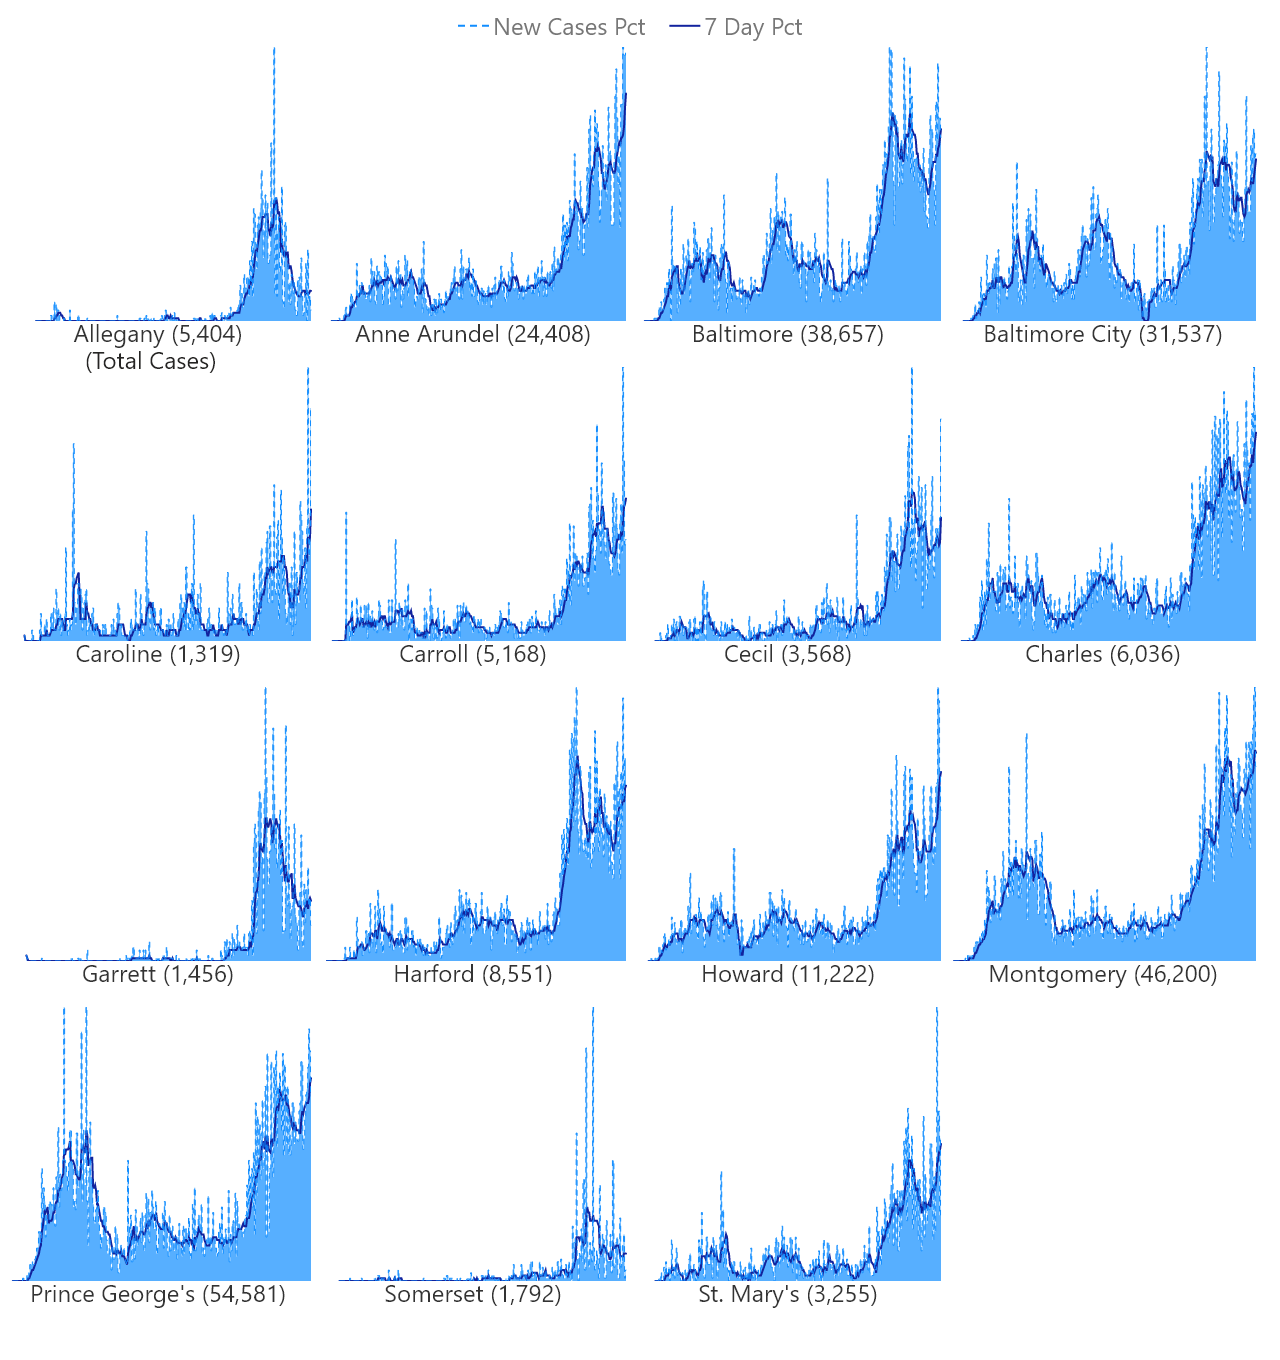 New Cases Pct 7 Day Pct
Allegany (5,404) Anne Arundel (24,408) Baltimore (38,657) Baltimore City (31,537)
(Total Cases)
Caroline (1,319) Carroll (5,168) Cecil (3,568) Charles (6,036)
Garrett (1,456) Harford (8,551) Howard (11,222) Montgomery (46,200)
Prince George's (54,581) Somerset (1,792) St. Mary's (3,255)